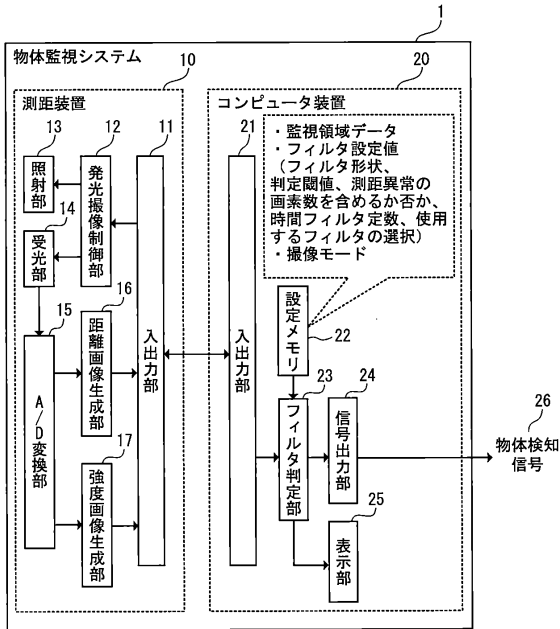 1
物体監視システム
10
測距装置
13
照射部
12
発光撮像制御部
11
入出力部
14
受光部
15
A/D変換部
16
距離画像生成部
17
強度画像生成部
20
コンピュータ装置
21
入出力部
・監視領域データ
・フィルタ設定値
(フィルタ形状、
判定閾値、測距異常の
画素数を含めるか否か、
時間フィルタ定数、使用
するフィルタの選択)
・撮像モード
設定メモリ
22
23
フィルタ判定部
24
信号出力部
25
表示部
26
物体検知
信号